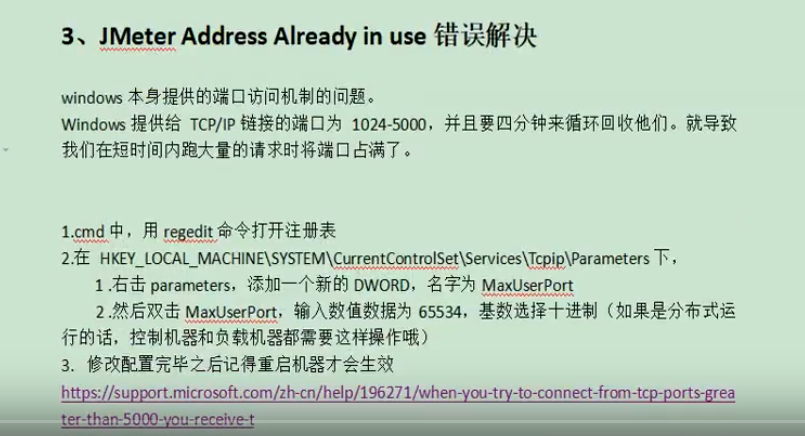 3、JMeter Address Already in use 错误解决
windows 本身提供的端口访问机制的问题。
Windows 提供给 TCP/IP 链接的端口为 1024-5000，并且要四分钟来循环回收他们。就导致
我们在短时间内跑大量的请求时将端口占满了。
1.cmd 中，用 regedit 命令打开注册表
2.在 HKEY_LOCAL_MACHINE\SYSTEM\CurrentControlSet\Services\Tcpip\Parameters 下，
1 .右击 parameters，添加一个新的 DWORD，名字为 MaxUserPort
2 .然后双击 MaxUserPort，输入数值数据为 65534，基数选择十进制（如果是分布式运
行的话，控制机器和负载机器都需要这样操作哦）
3. 修改配置完毕之后记得重启机器才会生效
https://support.microsoft.com/zh-cn/help/196271/when-you-try-to-connect-from-tcp-ports-grea
ter-than-5000-you-receive-t